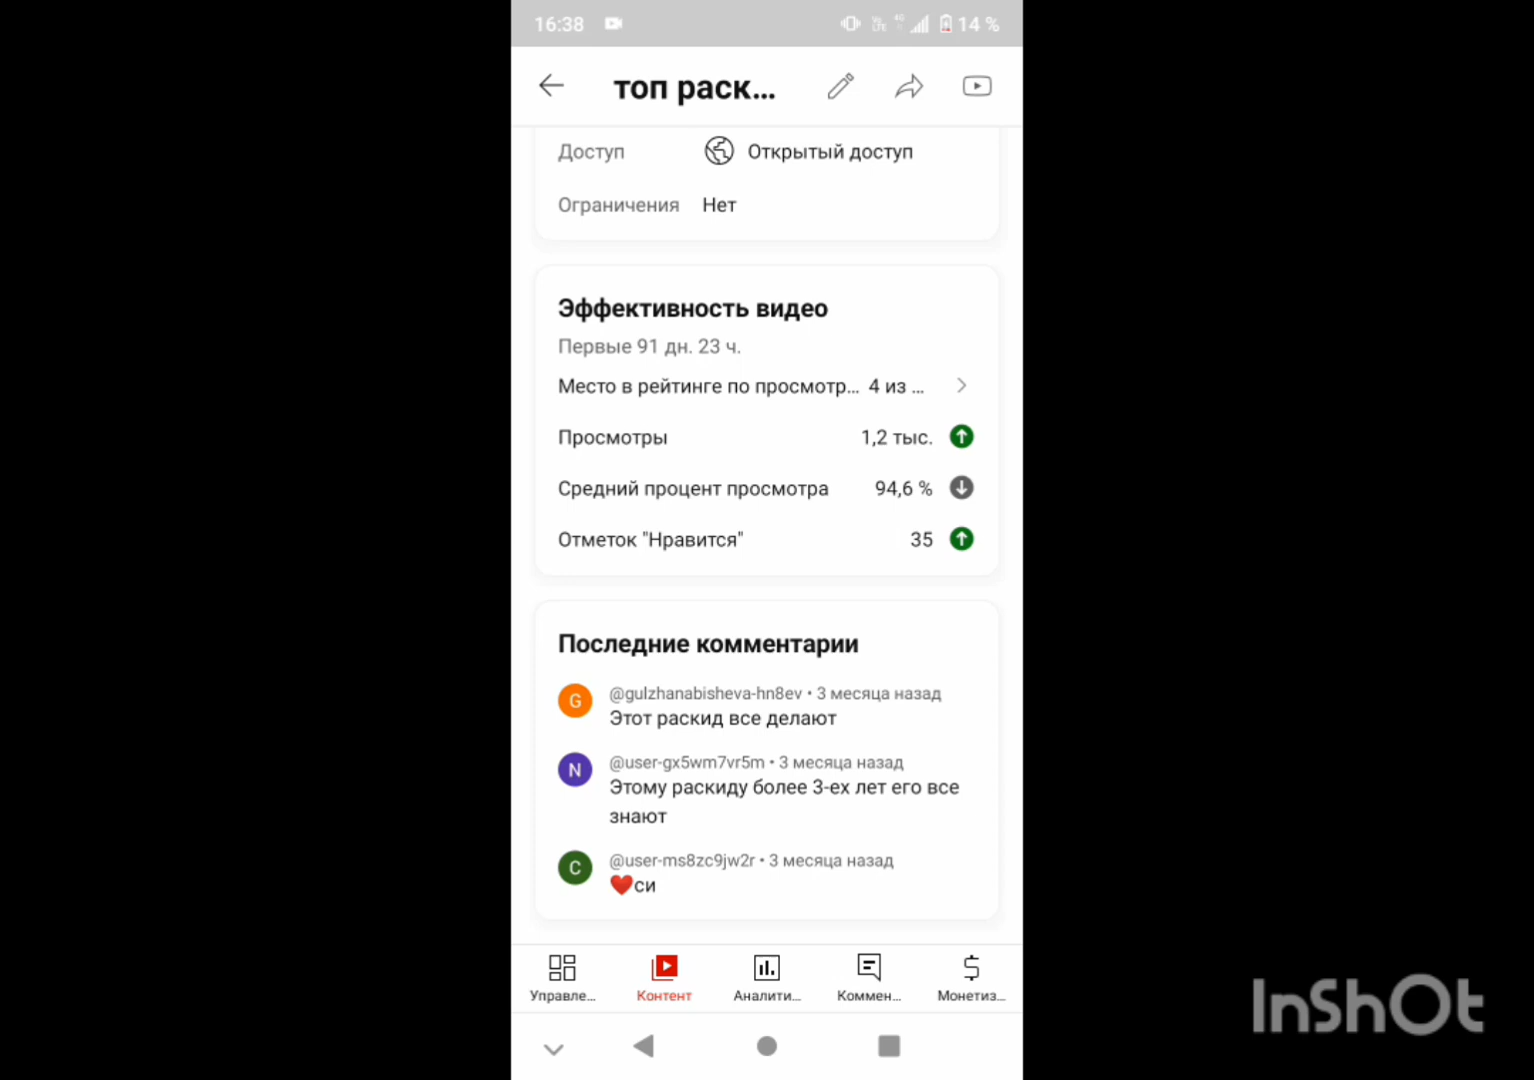 16:38
Vo LTE 4G 14 %
топ раск...
Доступ Открытый доступ
Ограничения Нет
Эффективность видео
Первые 91 дн. 23 ч.
Место в рейтинге по просмотр... 4 из ...
Просмотры 1,2 тыс.
Средний процент просмотра 94,6 %
Отметок "Нравится" 35
Последние комментарии
G @gulzhanabisheva-hn8ev • 3 месяца назад
Этот раскид все делают
N @user-gx5wm7vr5m • 3 месяца назад
Этому раскиду более 3-ех лет его все
знают
C @user-ms8zc9jw2r • 3 месяца назад
❤️си
Управле... Контент Аналити... Коммен... Монетиз...
InShOt